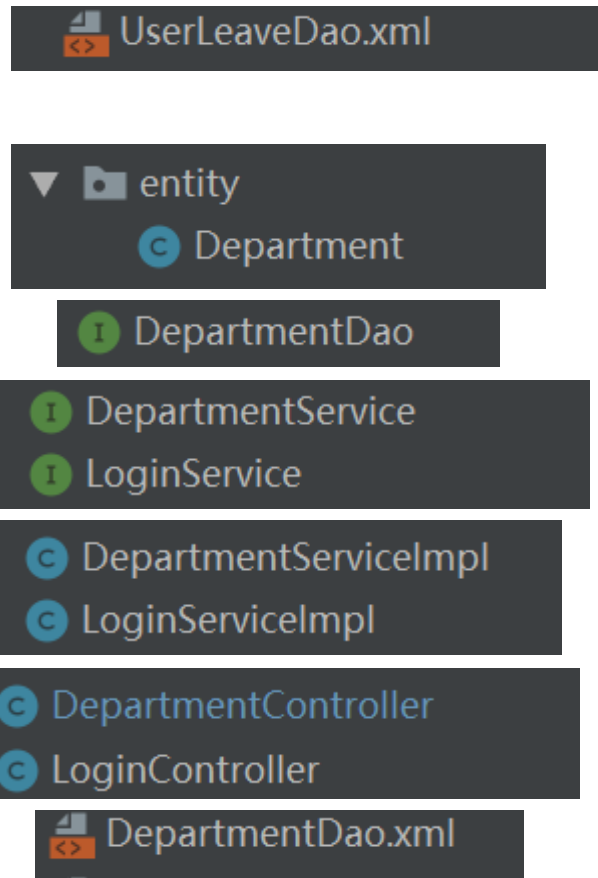 UserLeaveDao.xml
entity
C Department
I DepartmentDao
I DepartmentService
I LoginService
C DepartmentServiceImpl
C LoginServiceImpl
C DepartmentController
C LoginController
DepartmentDao.xml